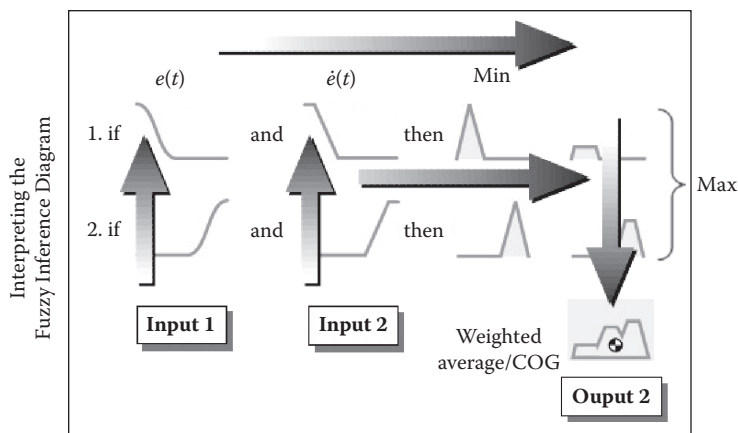 Interpreting the
Fuzzy Inference Diagram
e(t)
ė(t)
Min
1. if
and
then
2. if
and
then
Max
Input 1
Input 2
Weighted
average/COG
Ouput 2